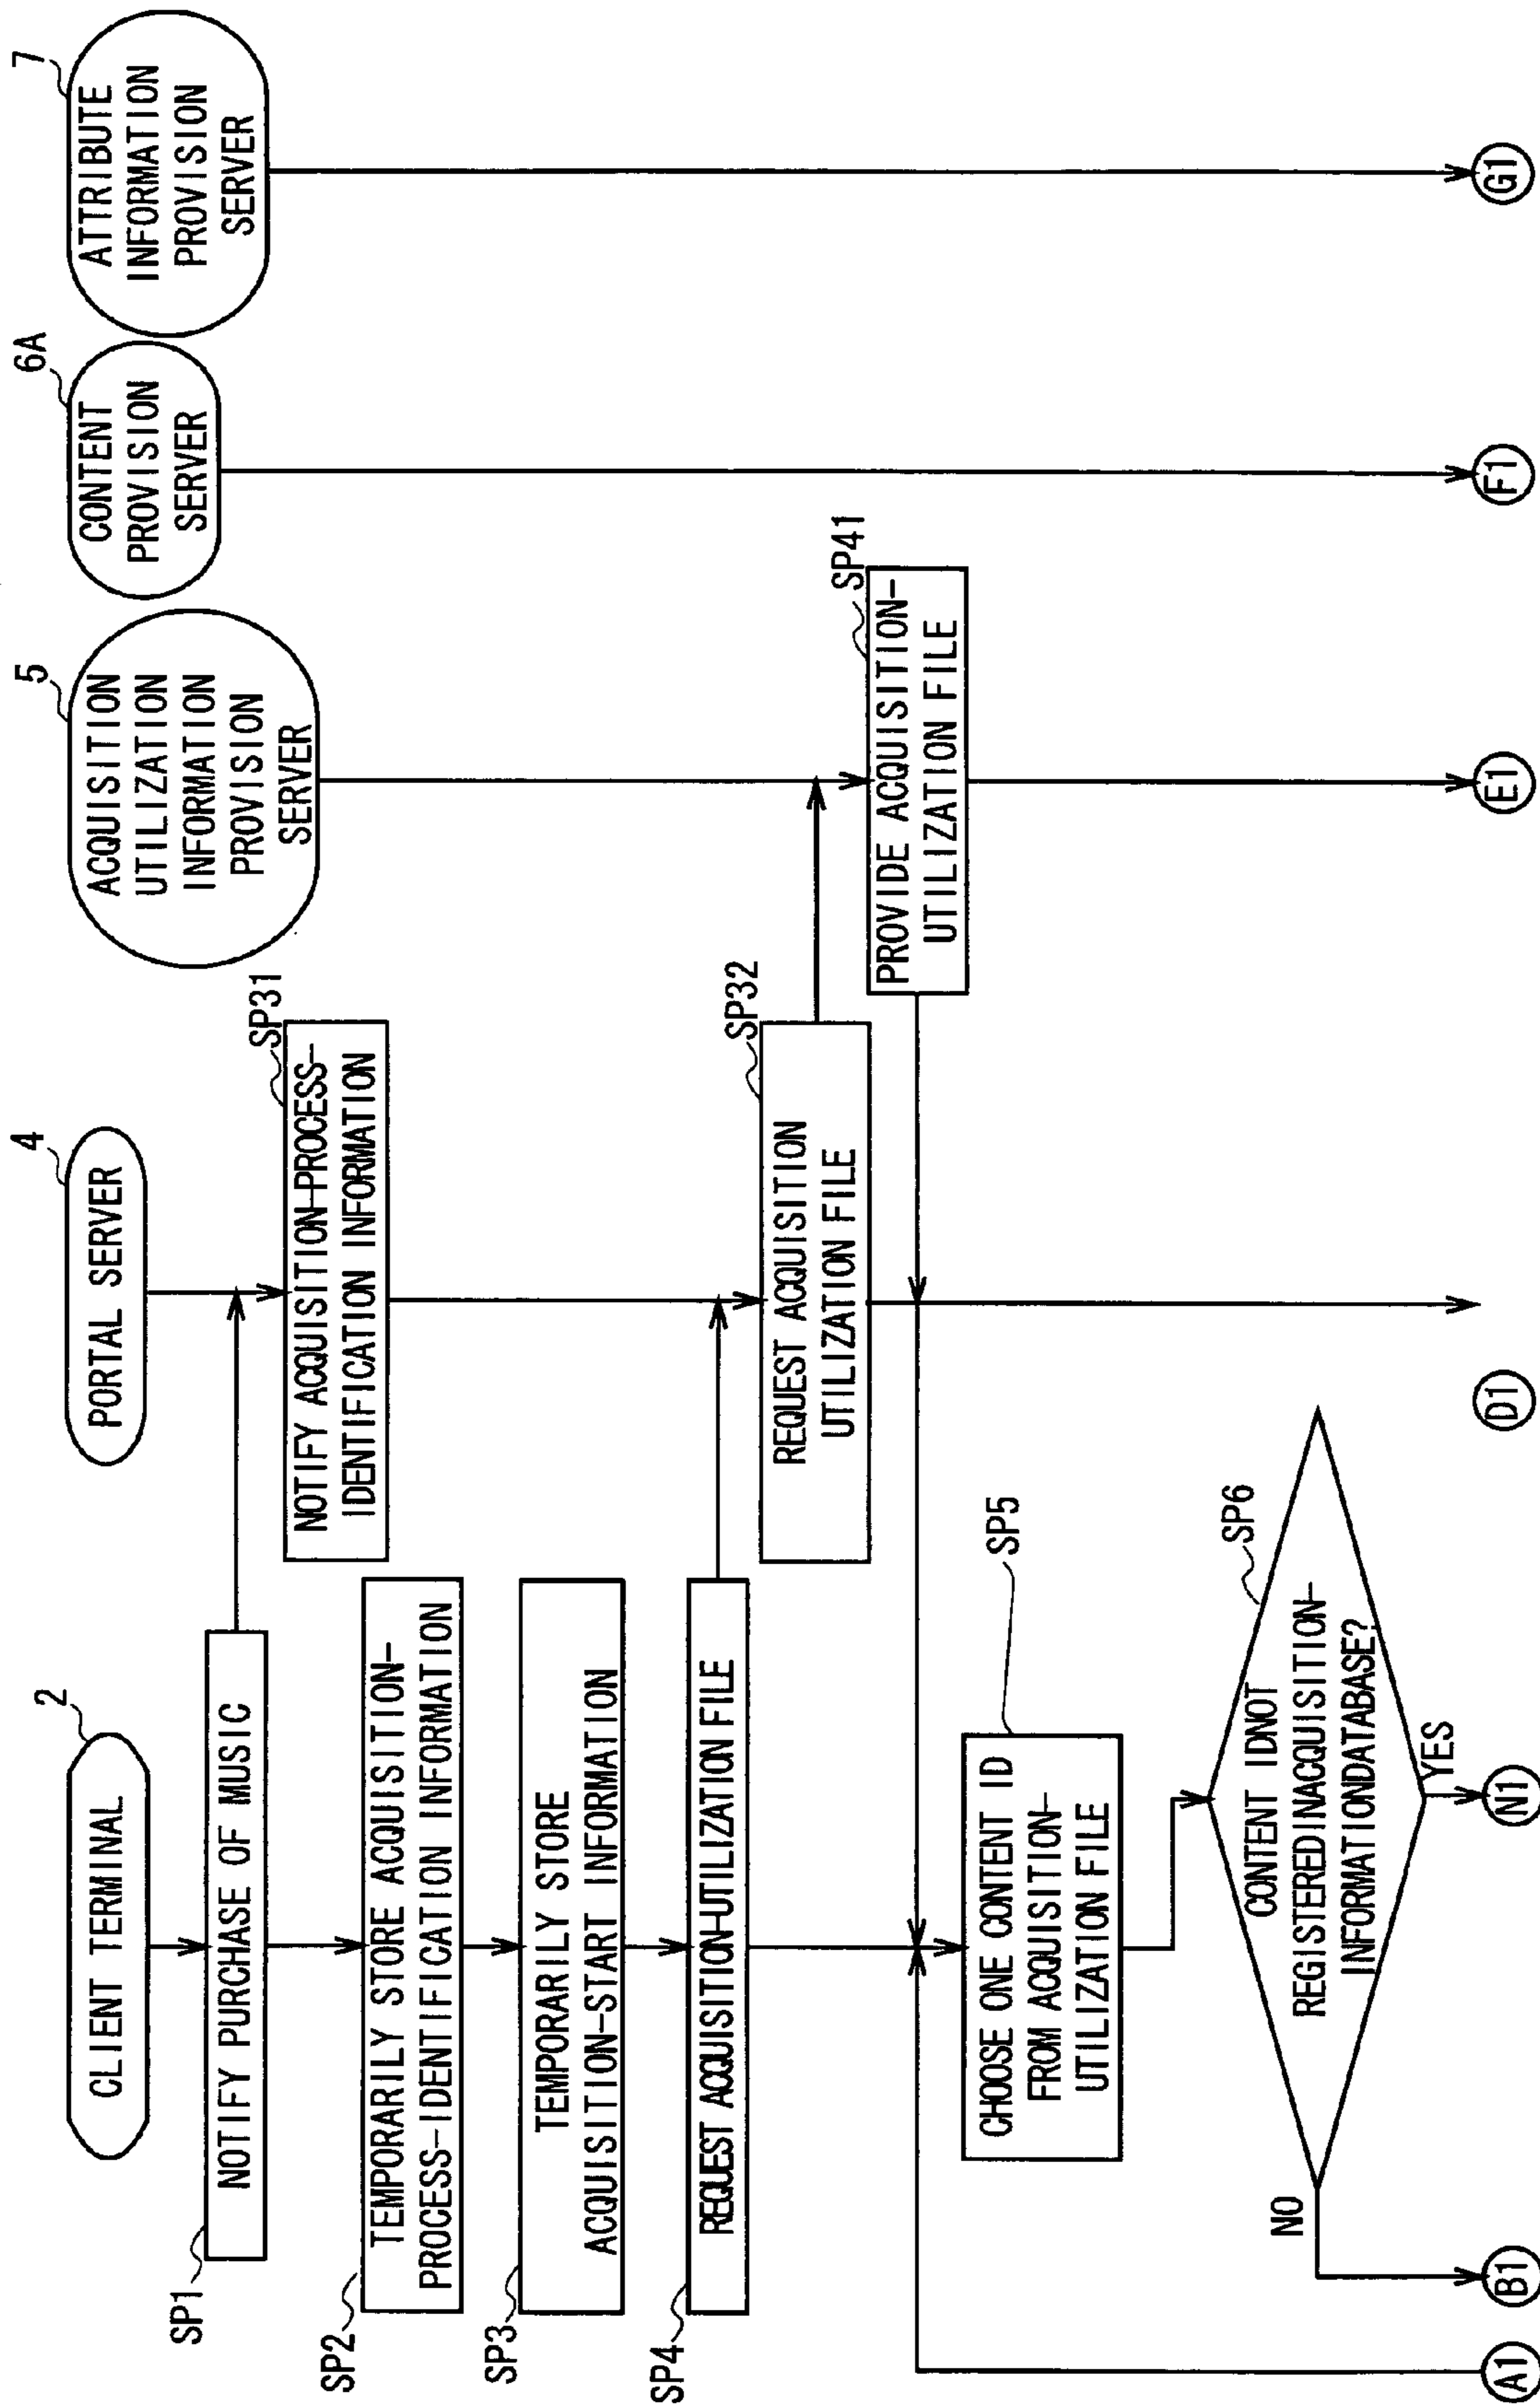 2
CLIENT TERMINAL
4
PORTAL SERVER
5
ACQUISITION
UTILIZATION
INFORMATION
PROVISION
SERVER
6A
CONTENT
PROVISION
SERVER
7
ATTRIBUTE
INFORMATION
PROVISION
SERVER
SP1
NOTIFY PURCHASE OF MUSIC
SP31
NOTIFY ACQUISITION-PROCESS-
IDENTIFICATION INFORMATION
SP2
TEMPORARILY STORE ACQUISITION-
PROCESS-IDENTIFICATION INFORMATION
SP3
TEMPORARILY STORE
ACQUISITION-START INFORMATION
SP4
REQUEST ACQUISITION-UTILIZATION FILE
SP32
REQUEST ACQUISITION
UTILIZATION FILE
SP41
PROVIDE ACQUISITION-
UTILIZATION FILE
SP5
CHOOSE ONE CONTENT ID
FROM ACQUISITION-
UTILIZATION FILE
SP6
CONTENT IDNOT
REGISTEREDINACQUISITION-
INFORMATIONDATABASE?
NO
YES
A1
B1
N1
D1
E1
F1
G1